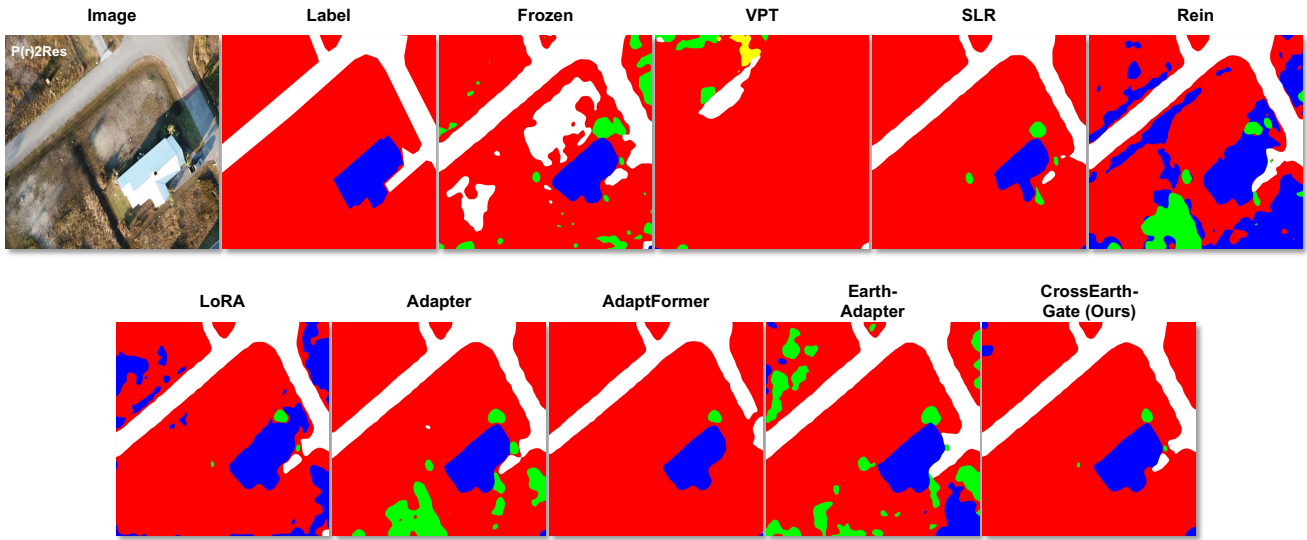 Image
Label
Frozen
VPT
SLR
Rein
P(r)2Res
LoRA
Adapter
AdaptFormer
Earth-
Adapter
CrossEarth-
Gate (Ours)